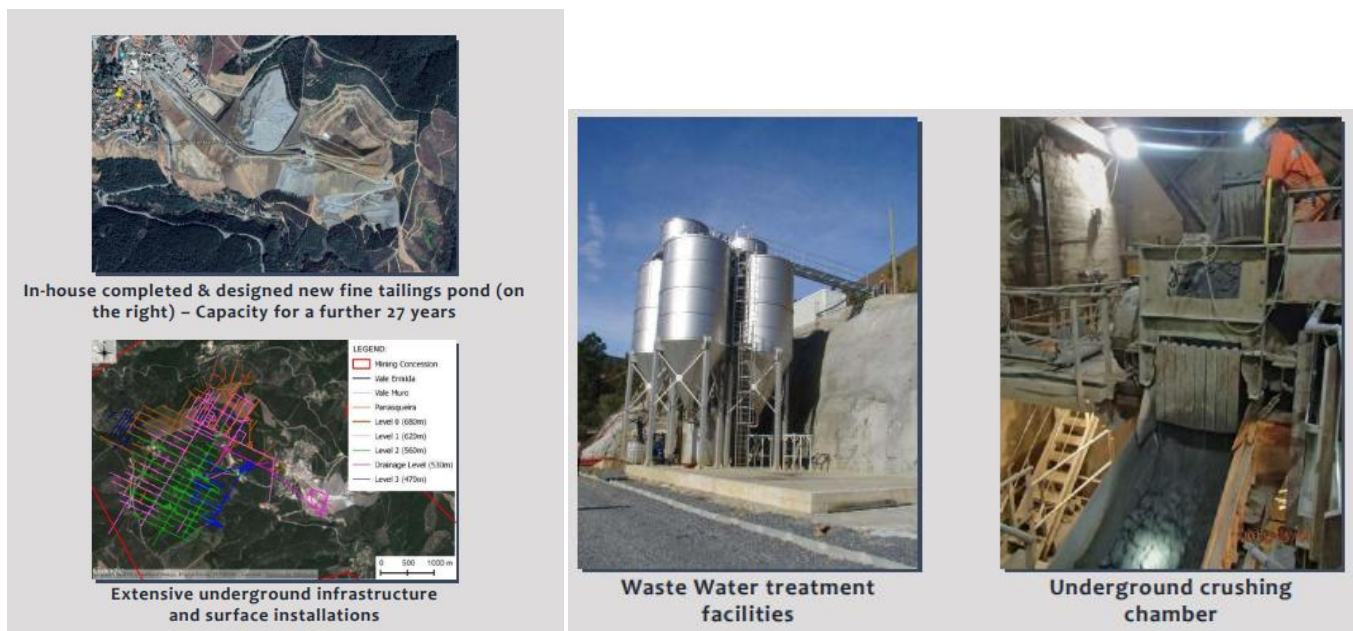 In-house completed & designed new fine tailings pond (on
the right) – Capacity for a further 27 years
LEGEND:
Mining Concession
Vale Ermida
Vale Muro
Panasqueira
Level 0 (680m)
Level 1 (620m)
Level 2 (560m)
Drainage Level (530m)
Level 3 (470m)
0 500 1000 m
Extensive underground infrastructure
and surface installations
Waste Water treatment
facilities
Underground crushing
chamber